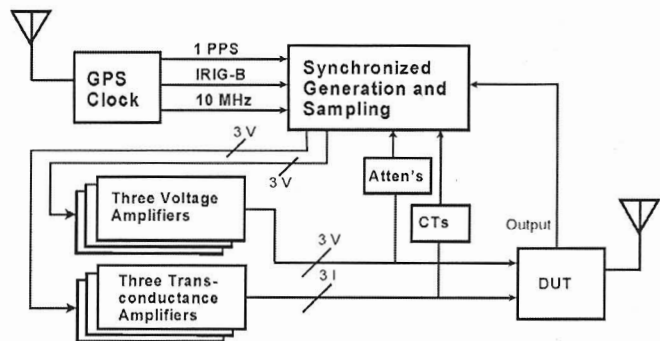 1 PPS
GPS
Clock
IRIG-B
10 MHz
Synchronized
Generation and
Sampling
3 V
3 V
Atten's
CTs
Output
Three Voltage
Amplifiers
3 V
3 I
Three Trans-
conductance
Amplifiers
DUT